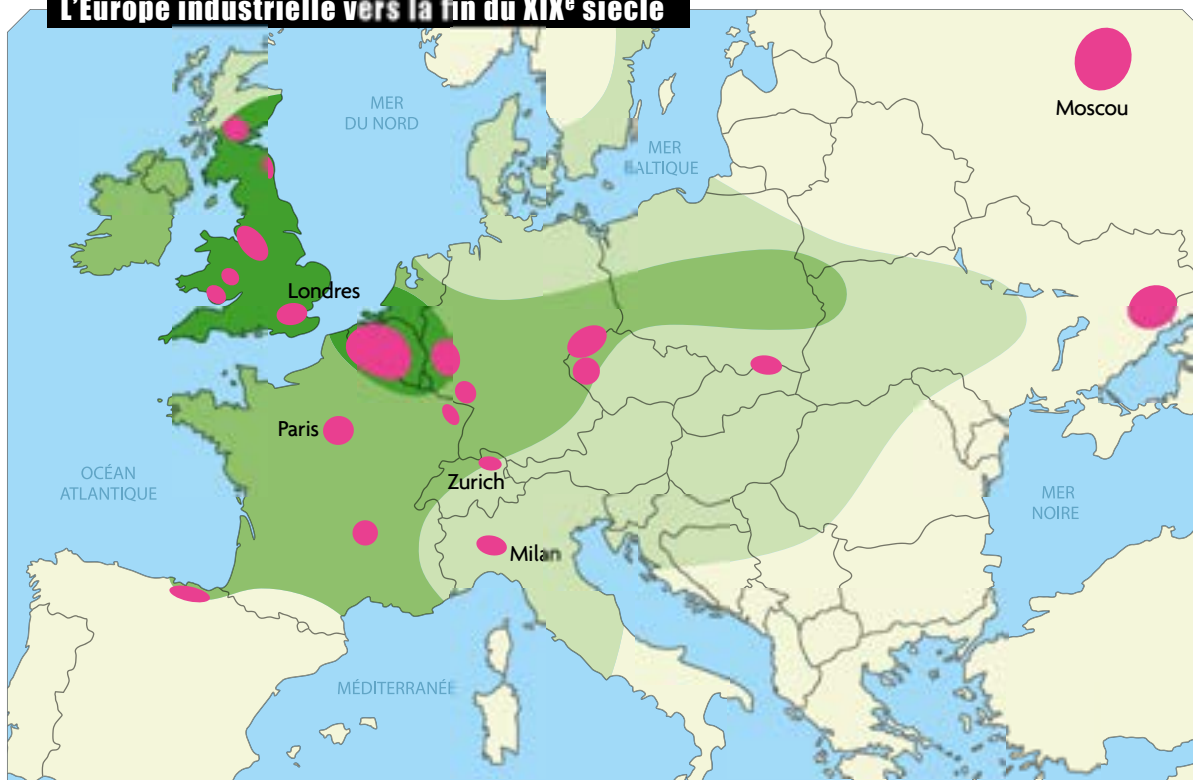 L'Europe industrielle vers la fin du XIXe siècle
Moscou
MER
DU NORD
MER
BALTIQUE
Londres
Paris
Zurich
OCÉAN
ATLANTIQUE
MER
NOIRE
Milan
MÉDITERRANÉE